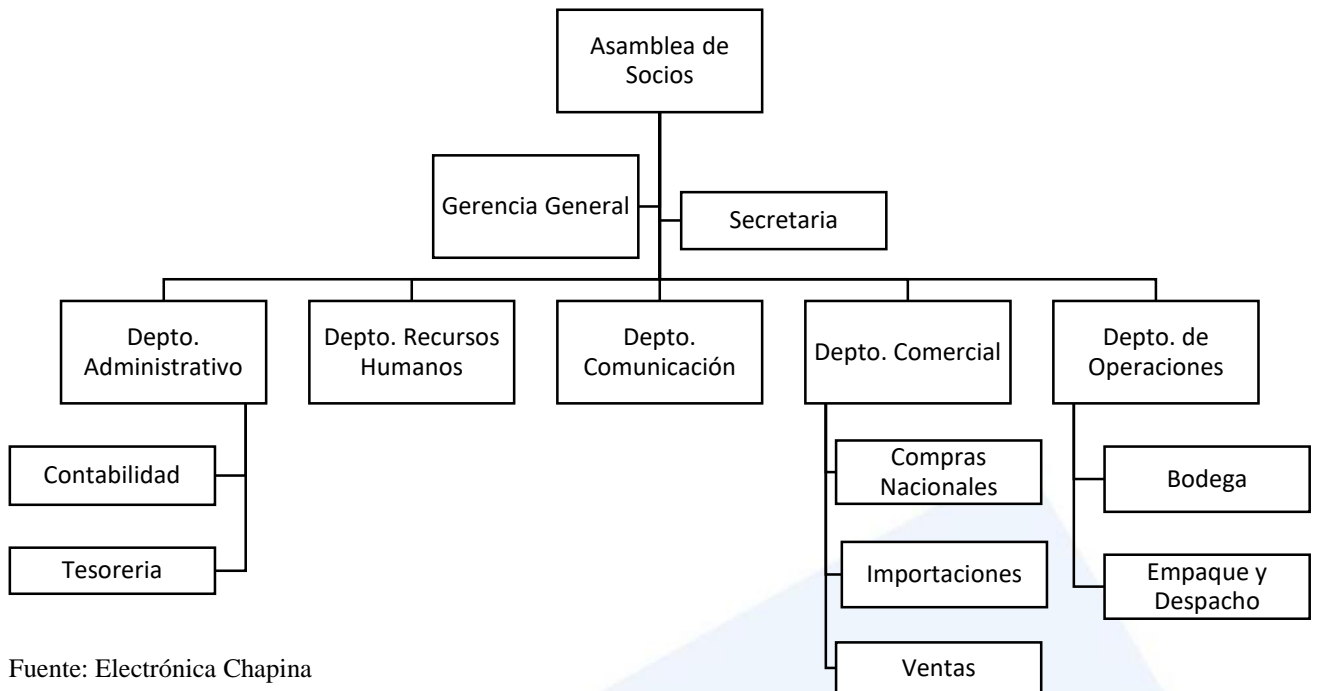 Asamblea de
Socios
Gerencia General
Secretaria
Depto.
Administrativo
Depto. Recursos
Humanos
Depto.
Comunicación
Depto. Comercial
Depto. de
Operaciones
Contabilidad
Tesoreria
Compras
Nacionales
Importaciones
Ventas
Bodega
Empaque y
Despacho
Fuente: Electrónica Chapina